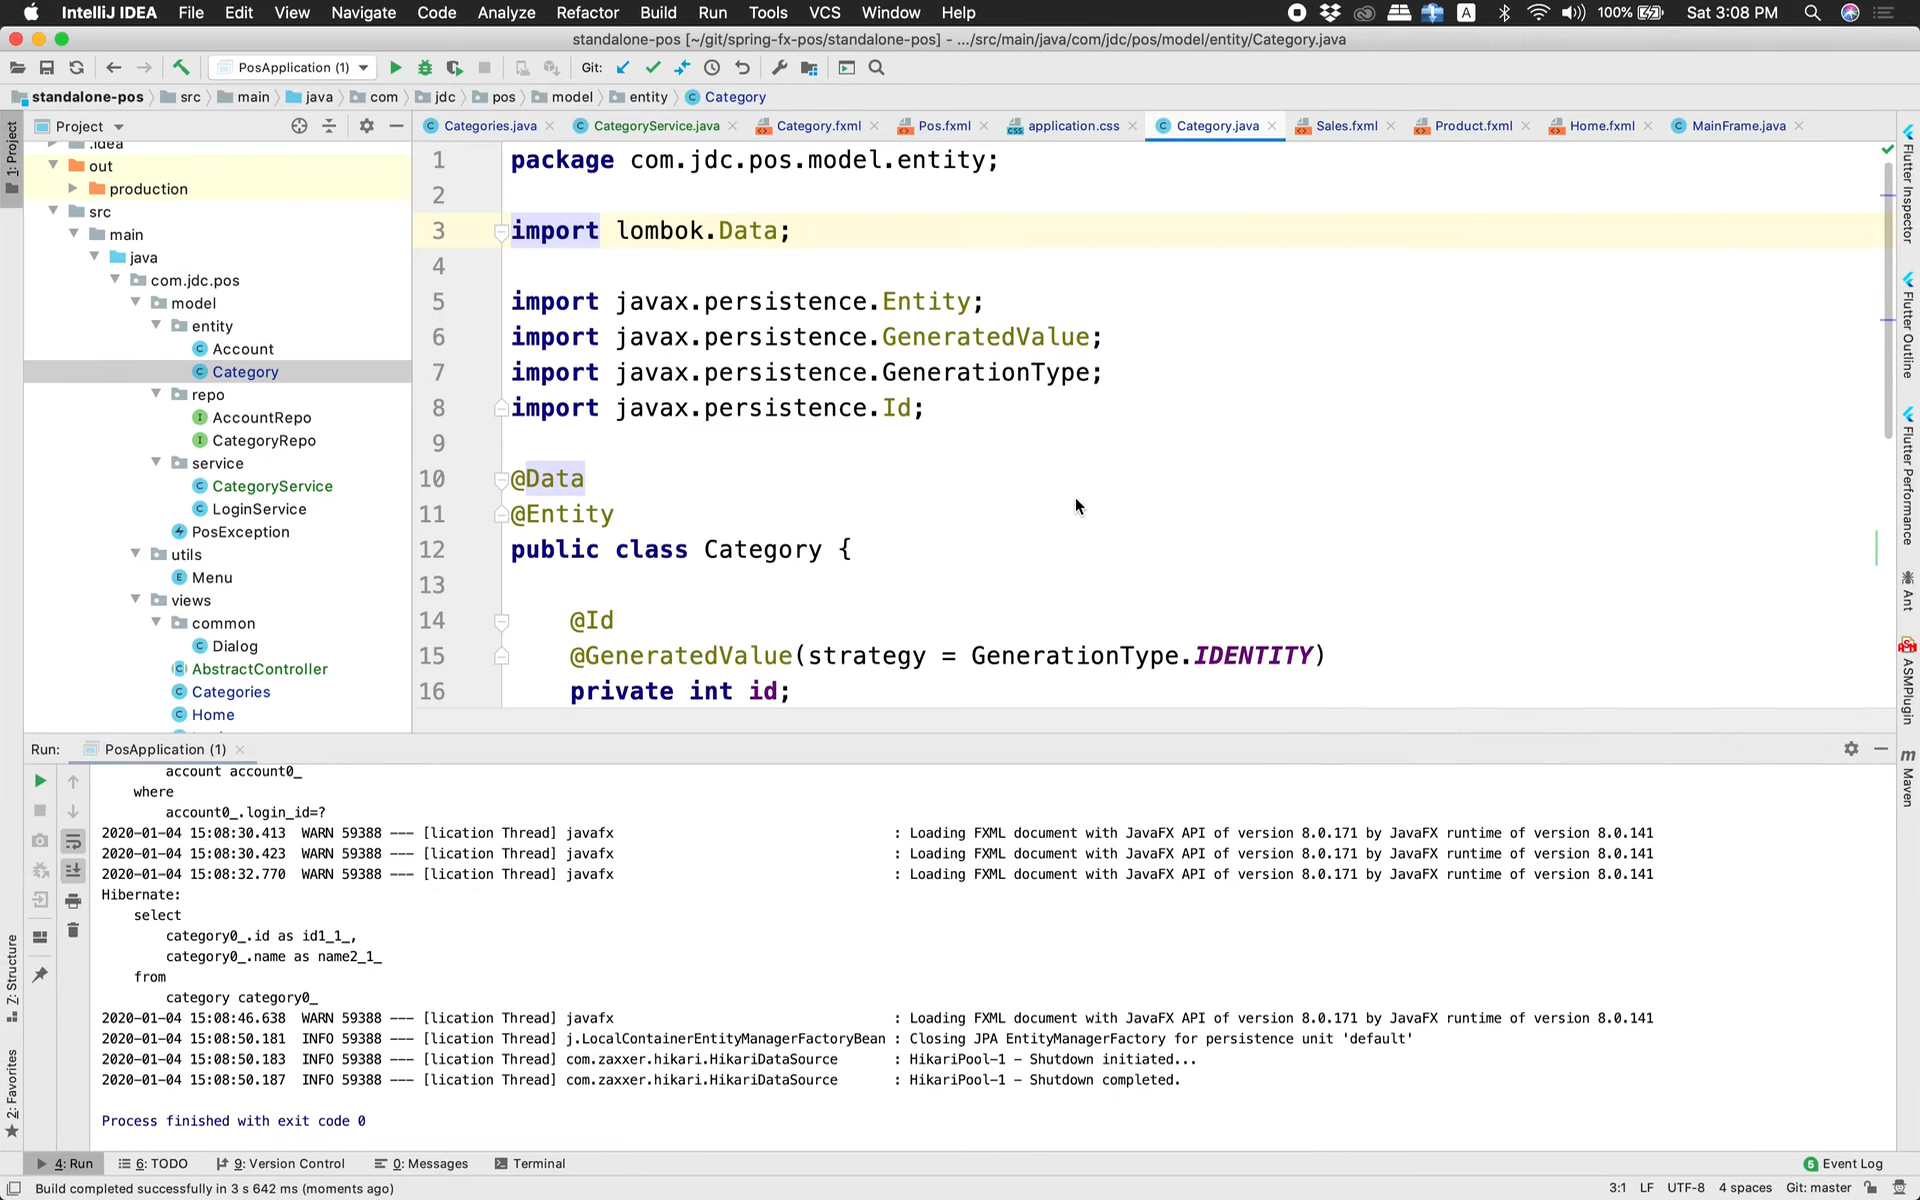 IntelliJ IDEA File Edit View Navigate Code Analyze Refactor Build Run Tools VCS Window Help A 100% Sat 3:08 PM
standalone-pos [~/git/spring-fx-pos/standalone-pos] - .../src/main/java/com/jdc/pos/model/entity/Category.java
PosApplication (1) Git:
standalone-pos src main java com jdc pos model entity Category
Project
Categories.java CategoryService.java Category.fxml Pos.fxml application.css Category.java Sales.fxml Product.fxml Home.fxml MainFrame.java
.idea
out
production
src
main
java
com.jdc.pos
model
entity
Account
Category
repo
AccountRepo
CategoryRepo
service
CategoryService
LoginService
PosException
utils
Menu
views
common
Dialog
AbstractController
Categories
Home
1 package com.jdc.pos.model.entity;
2
3 import lombok.Data;
4
5 import javax.persistence.Entity;
6 import javax.persistence.GeneratedValue;
7 import javax.persistence.GenerationType;
8 import javax.persistence.Id;
9
10 @Data
11 @Entity
12 public class Category {
13
14 @Id
15 @GeneratedValue(strategy = GenerationType.IDENTITY)
16 private int id;
1: Project
Z: Structure
2: Favorites
Flutter Inspector
Flutter Outline
Flutter Performance
Ant
ASMPlugin
Maven
Run: PosApplication (1)
account account0_
where
account0_.login_id=?
2020-01-04 15:08:30.413 WARN 59388 --- [lication Thread] javafx : Loading FXML document with JavaFX API of version 8.0.171 by JavaFX runtime of version 8.0.141
2020-01-04 15:08:30.423 WARN 59388 --- [lication Thread] javafx : Loading FXML document with JavaFX API of version 8.0.171 by JavaFX runtime of version 8.0.141
2020-01-04 15:08:32.770 WARN 59388 --- [lication Thread] javafx : Loading FXML document with JavaFX API of version 8.0.171 by JavaFX runtime of version 8.0.141
Hibernate:
select
category0_.id as id1_1_,
category0_.name as name2_1_
from
category category0_
2020-01-04 15:08:46.638 WARN 59388 --- [lication Thread] javafx : Loading FXML document with JavaFX API of version 8.0.171 by JavaFX runtime of version 8.0.141
2020-01-04 15:08:50.181 INFO 59388 --- [lication Thread] j.LocalContainerEntityManagerFactoryBean : Closing JPA EntityManagerFactory for persistence unit 'default'
2020-01-04 15:08:50.183 INFO 59388 --- [lication Thread] com.zaxxer.hikari.HikariDataSource : HikariPool-1 - Shutdown initiated...
2020-01-04 15:08:50.187 INFO 59388 --- [lication Thread] com.zaxxer.hikari.HikariDataSource : HikariPool-1 - Shutdown completed.
Process finished with exit code 0
4: Run 6: TODO 9: Version Control 0: Messages Terminal 5 Event Log
Build completed successfully in 3 s 642 ms (moments ago) 3:1 LF UTF-8 4 spaces Git: master